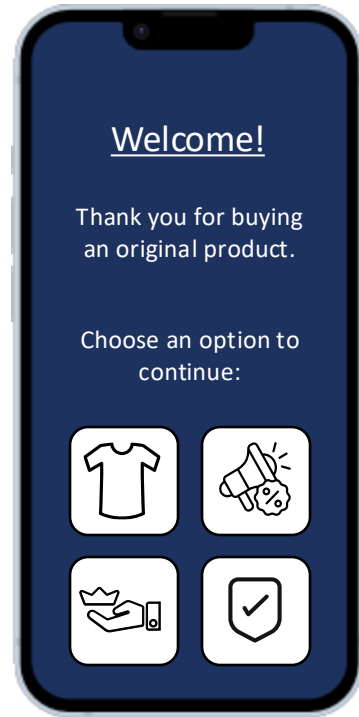 Welcome!
Thank you for buying
an original product.
Choose an option to
continue:
%